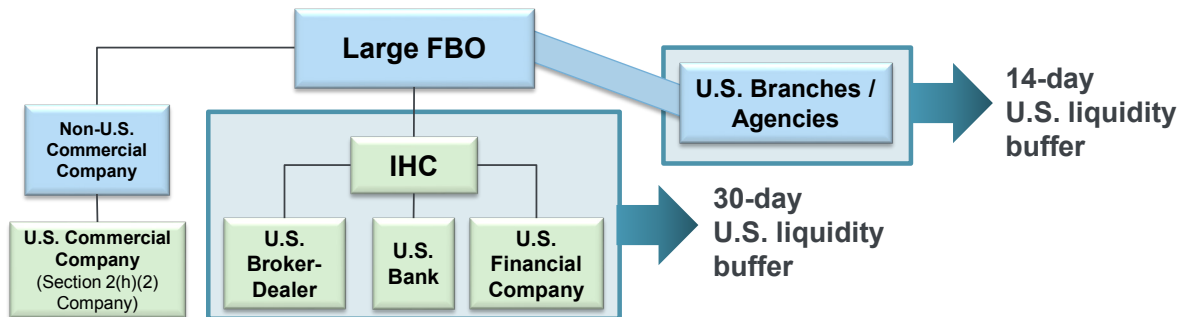 Large FBO
U.S. Branches /
Agencies
14-day
U.S. liquidity
buffer
Non-U.S.
Commercial
Company
IHC
30-day
U.S. liquidity
buffer
U.S. Commercial
Company
(Section 2(h)(2)
Company)
U.S.
Broker-
Dealer
U.S.
Bank
U.S.
Financial
Company